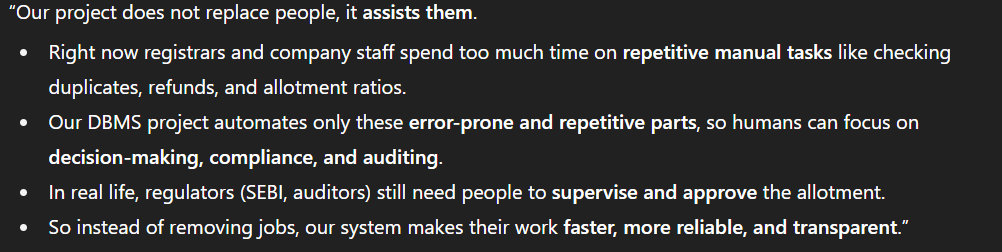 “Our project does not replace people, it assists them.
• Right now registrars and company staff spend too much time on repetitive manual tasks like checking
duplicates, refunds, and allotment ratios.
• Our DBMS project automates only these error-prone and repetitive parts, so humans can focus on
decision-making, compliance, and auditing.
• In real life, regulators (SEBI, auditors) still need people to supervise and approve the allotment.
• So instead of removing jobs, our system makes their work faster, more reliable, and transparent.”